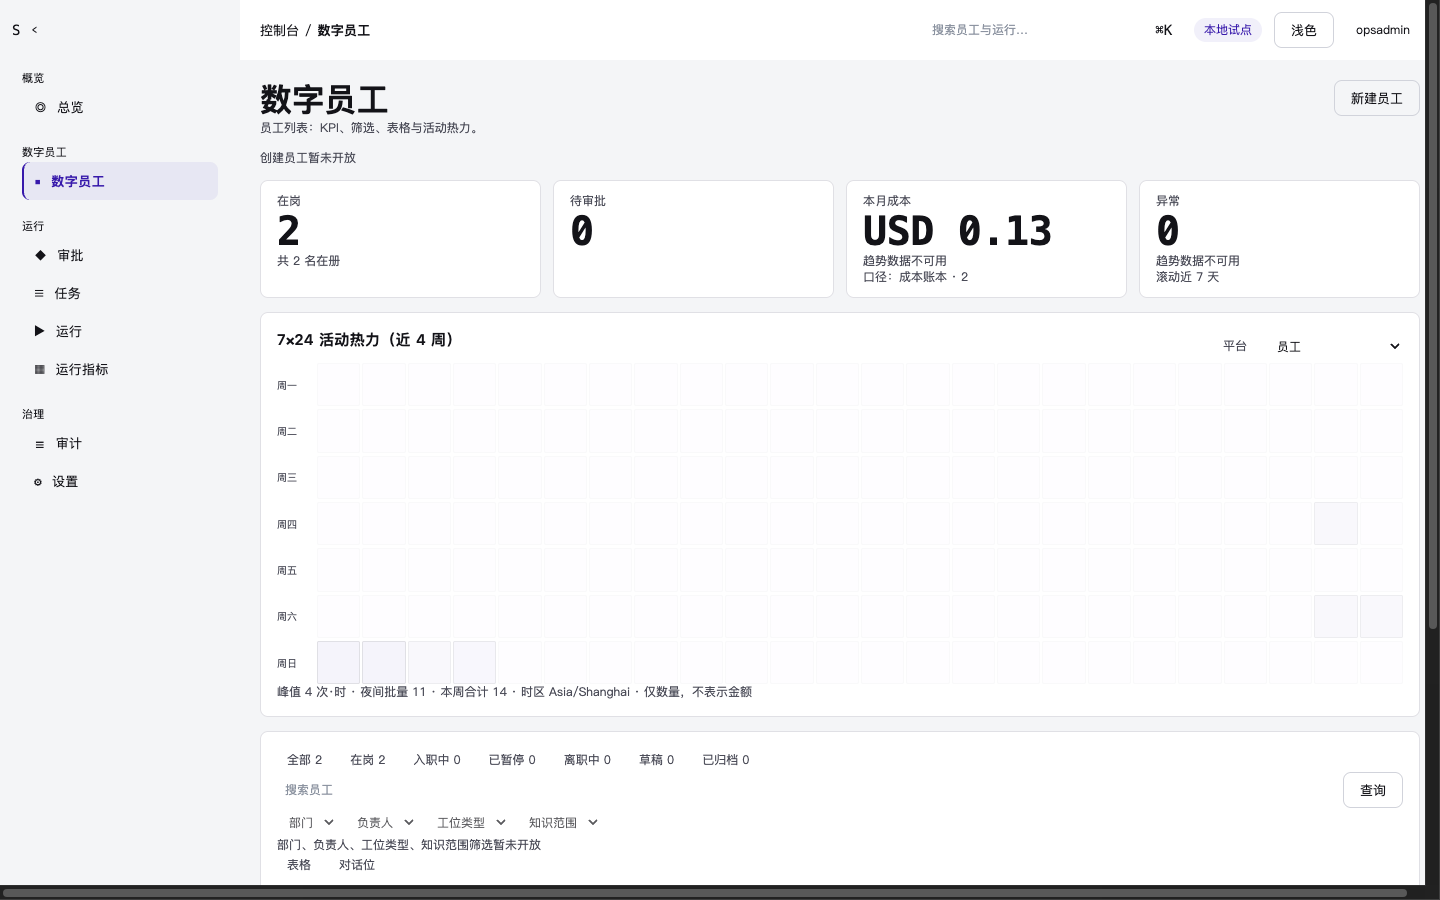 S <
控制台 / 数字员工
搜索员工与运行...
⌘K
本地试点
浅色
opsadmin
概览
总览
数字员工
数字员工
运行
审批
任务
运行
运行指标
治理
审计
设置
数字员工
新建员工
员工列表：KPI、筛选、表格与活动热力。
创建员工暂未开放
在岗
2
共 2 名在册
待审批
0
本月成本
USD 0.13
趋势数据不可用
口径：成本账本 · 2
异常
0
趋势数据不可用
滚动近 7 天
7×24 活动热力（近 4 周）
平台
员工
周一
周二
周三
周四
周五
周六
周日
峰值 4 次·时 · 夜间批量 11 · 本周合计 14 · 时区 Asia/Shanghai · 仅数量，不表示金额
全部 2 在岗 2 入职中 0 已暂停 0 离职中 0 草稿 0 已归档 0
搜索员工
查询
部门 负责人 工位类型 知识范围
部门、负责人、工位类型、知识范围筛选暂未开放
表格 对话位